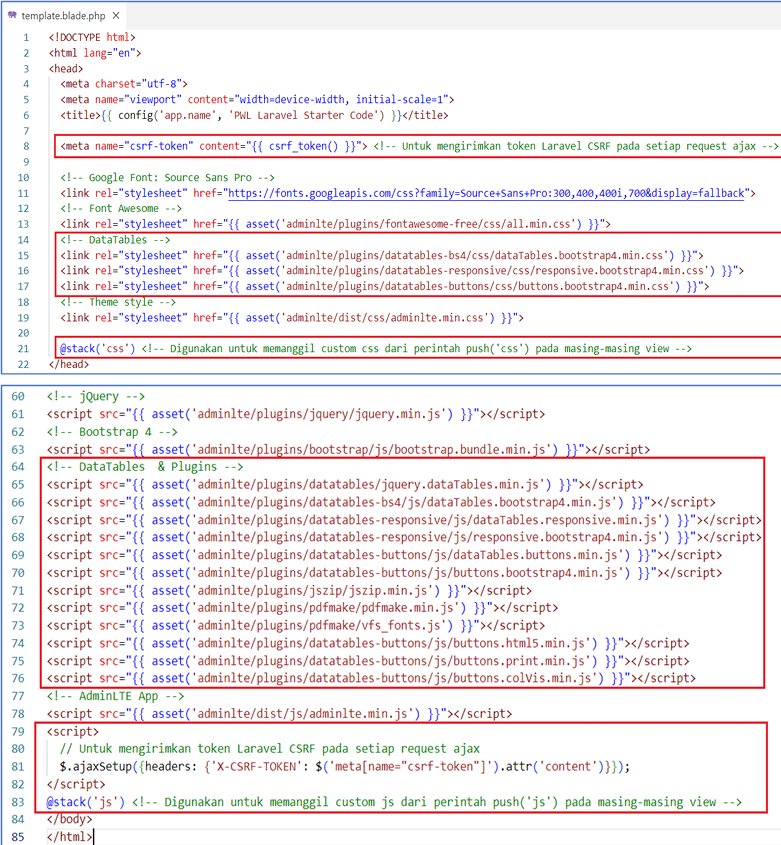 template.blade.php ×
1 <!DOCTYPE html>
2 <html lang="en">
3 <head>
4 <meta charset="utf-8">
5 <meta name="viewport" content="width=device-width, initial-scale=1">
6 <title>{{ config('app.name', 'PWL Laravel Starter Code') }}</title>
7
8 <meta name="csrf-token" content="{{ csrf_token() }}"> <!-- Untuk mengirimkan token Laravel CSRF pada setiap request ajax -->
9
10 <!-- Google Font: Source Sans Pro -->
11 <link rel="stylesheet" href="https://fonts.googleapis.com/css?family=Source+Sans+Pro:300,400,400i,700&display=fallback">
12 <!-- Font Awesome -->
13 <link rel="stylesheet" href="{{ asset('adminlte/plugins/fontawesome-free/css/all.min.css') }}">
14 <!-- DataTables -->
15 <link rel="stylesheet" href="{{ asset('adminlte/plugins/datatables-bs4/css/dataTables.bootstrap4.min.css') }}">
16 <link rel="stylesheet" href="{{ asset('adminlte/plugins/datatables-responsive/css/responsive.bootstrap4.min.css') }}">
17 <link rel="stylesheet" href="{{ asset('adminlte/plugins/datatables-buttons/css/buttons.bootstrap4.min.css') }}">
18 <!-- Theme style -->
19 <link rel="stylesheet" href="{{ asset('adminlte/dist/css/adminlte.min.css') }}">
20
21 @stack('css') <!-- Digunakan untuk memanggil custom css dari perintah push('css') pada masing-masing view -->
22 </head>
60 <!-- jQuery -->
61 <script src="{{ asset('adminlte/plugins/jquery/jquery.min.js') }}"></script>
62 <!-- Bootstrap 4 -->
63 <script src="{{ asset('adminlte/plugins/bootstrap/js/bootstrap.bundle.min.js') }}"></script>
64 <!-- DataTables  & Plugins -->
65 <script src="{{ asset('adminlte/plugins/datatables/jquery.dataTables.min.js') }}"></script>
66 <script src="{{ asset('adminlte/plugins/datatables-bs4/js/dataTables.bootstrap4.min.js') }}"></script>
67 <script src="{{ asset('adminlte/plugins/datatables-responsive/js/dataTables.responsive.min.js') }}"></script>
68 <script src="{{ asset('adminlte/plugins/datatables-responsive/js/responsive.bootstrap4.min.js') }}"></script>
69 <script src="{{ asset('adminlte/plugins/datatables-buttons/js/dataTables.buttons.min.js') }}"></script>
70 <script src="{{ asset('adminlte/plugins/datatables-buttons/js/buttons.bootstrap4.min.js') }}"></script>
71 <script src="{{ asset('adminlte/plugins/jszip/jszip.min.js') }}"></script>
72 <script src="{{ asset('adminlte/plugins/pdfmake/pdfmake.min.js') }}"></script>
73 <script src="{{ asset('adminlte/plugins/pdfmake/vfs_fonts.js') }}"></script>
74 <script src="{{ asset('adminlte/plugins/datatables-buttons/js/buttons.html5.min.js') }}"></script>
75 <script src="{{ asset('adminlte/plugins/datatables-buttons/js/buttons.print.min.js') }}"></script>
76 <script src="{{ asset('adminlte/plugins/datatables-buttons/js/buttons.colVis.min.js') }}"></script>
77 <!-- AdminLTE App -->
78 <script src="{{ asset('adminlte/dist/js/adminlte.min.js') }}"></script>
79 <script>
80 // Untuk mengirimkan token Laravel CSRF pada setiap request ajax
81 $.ajaxSetup({headers: {'X-CSRF-TOKEN': $('meta[name="csrf-token"]').attr('content')}});
82 </script>
83 @stack('js') <!-- Digunakan untuk memanggil custom js dari perintah push('js') pada masing-masing view -->
84 </body>
85 </html>